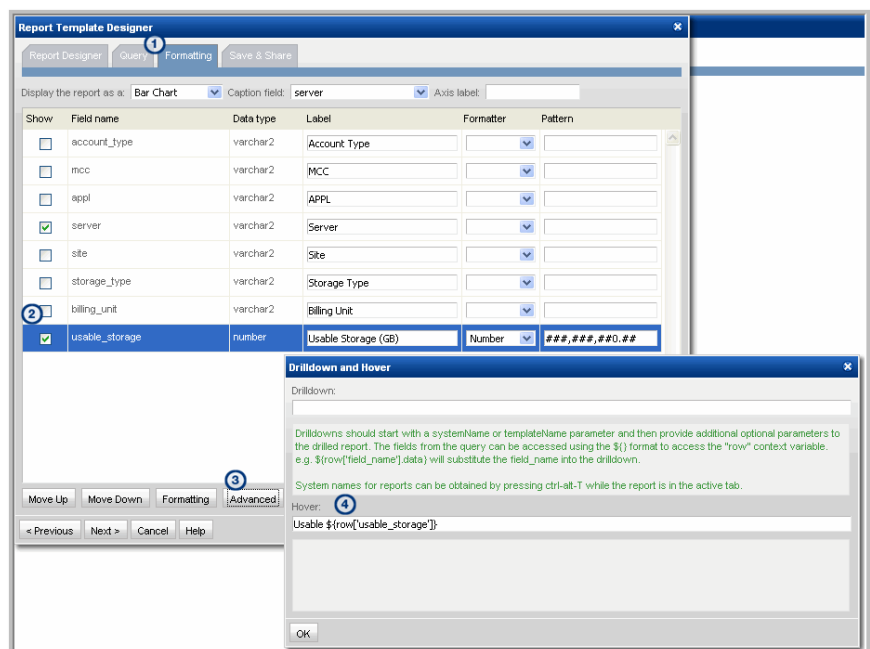 Report Template Designer
1
Report Designer Query Formatting Save & Share
Display the report as a: Bar Chart Caption field: server Axis label:
Show Field name Data type Label Formatter Pattern
account_type varchar2 Account Type
mcc varchar2 MCC
appl varchar2 APPL
server varchar2 Server
site varchar2 Site
storage_type varchar2 Storage Type
2
billing_unit varchar2 Billing Unit
usable_storage number Usable Storage (GB) Number ###,###,##0.##
Drilldown and Hover
Drilldown:
Drilldowns should start with a systemName or templateName parameter and then provide additional optional parameters to
the drilled report. The fields from the query can be accessed using the ${} format to access the "row" context variable.
e.g. ${row['field_name'].data} will substitute the field_name into the drilldown.
System names for reports can be obtained by pressing ctrl-alt-T while the report is in the active tab.
3
Move Up Move Down Formatting Advanced
Hover: 4
Usable ${row['usable_storage']}
< Previous Next > Cancel Help
OK